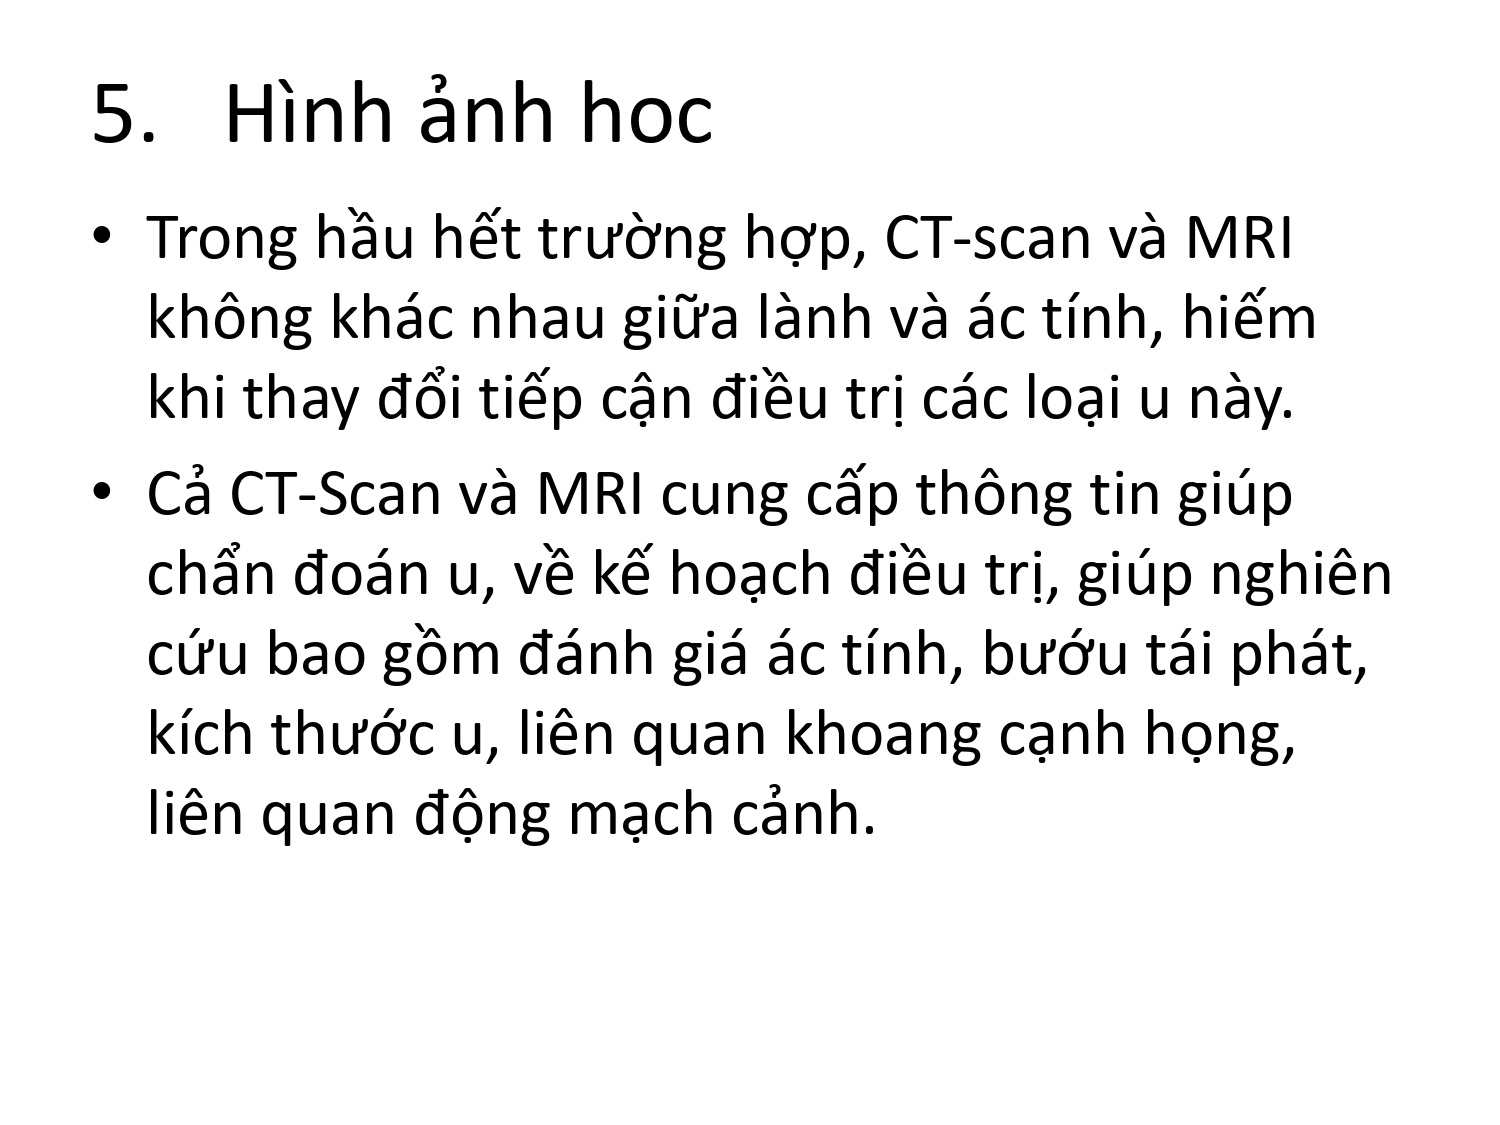 5. Hình ảnh hoc
• Trong hầu hết trường hợp, CT-scan và MRI
không khác nhau giữa lành và ác tính, hiếm
khi thay đổi tiếp cận điều trị các loại u này.
• Cả CT-Scan và MRI cung cấp thông tin giúp
chẩn đoán u, về kế hoạch điều trị, giúp nghiên
cứu bao gồm đánh giá ác tính, bướu tái phát,
kích thước u, liên quan khoang cạnh họng,
liên quan động mạch cảnh.